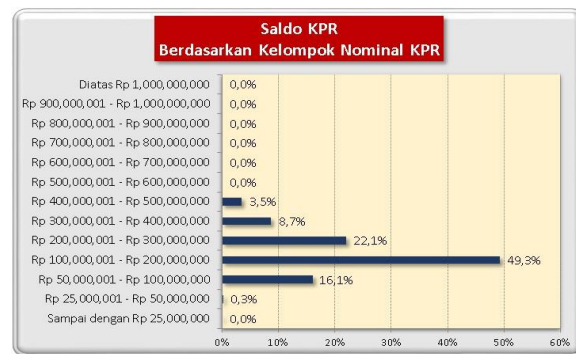 Saldo KPR
Berdasarkan Kelompok Nominal KPR
Diatas Rp 1,000,000,000 0,0%
Rp 900,000,001 - Rp 1,000,000,000 0,0%
Rp 800,000,001 - Rp 900,000,000 0,0%
Rp 700,000,001 - Rp 800,000,000 0,0%
Rp 600,000,001 - Rp 700,000,000 0,0%
Rp 500,000,001 - Rp 600,000,000 0,0%
Rp 400,000,001 - Rp 500,000,000 3,5%
Rp 300,000,001 - Rp 400,000,000 8,7%
Rp 200,000,001 - Rp 300,000,000 22,1%
Rp 100,000,001 - Rp 200,000,000 49,3%
Rp 50,000,001 - Rp 100,000,000 16,1%
Rp 25,000,001 - Rp 50,000,000 0,3%
Sampai dengan Rp 25,000,000 0,0%
0% 10% 20% 30% 40% 50% 60%